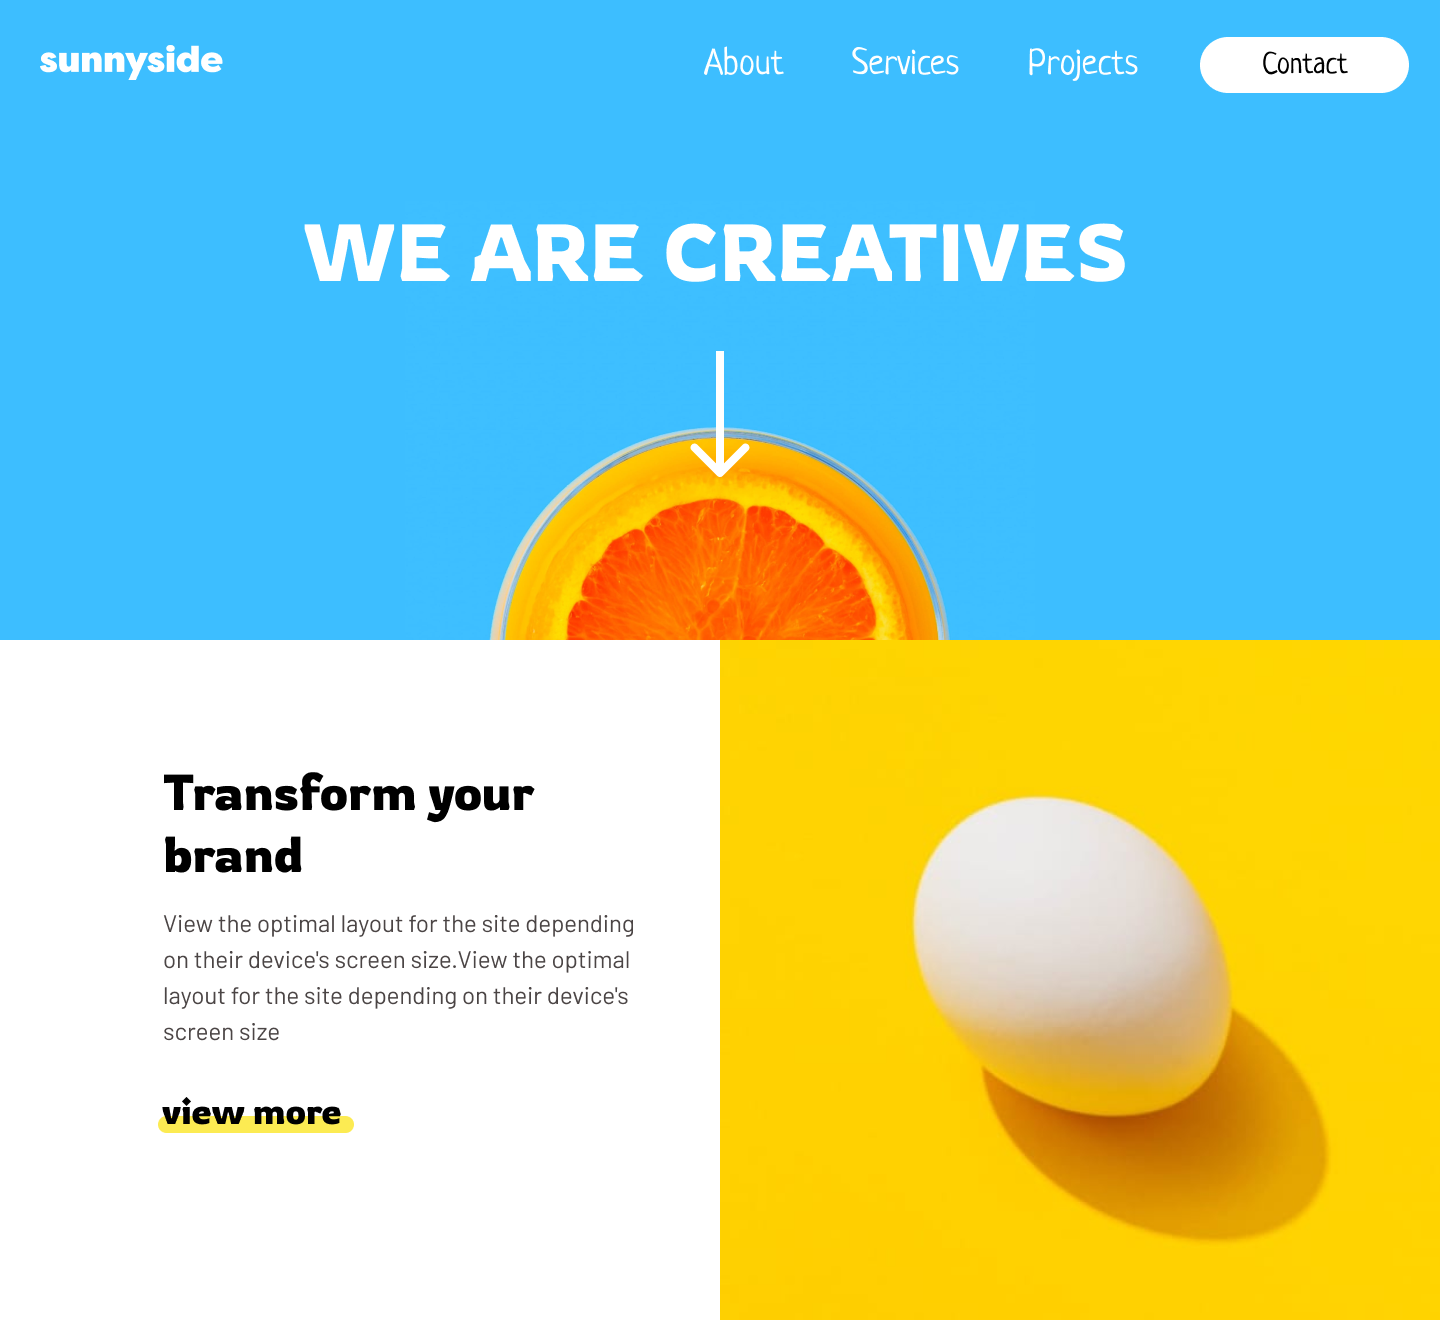 sunnyside
About Services Projects Contact
WE ARE CREATIVES
Transform your
brand
View the optimal layout for the site depending
on their device's screen size.View the optimal
layout for the site depending on their device's
screen size
view more